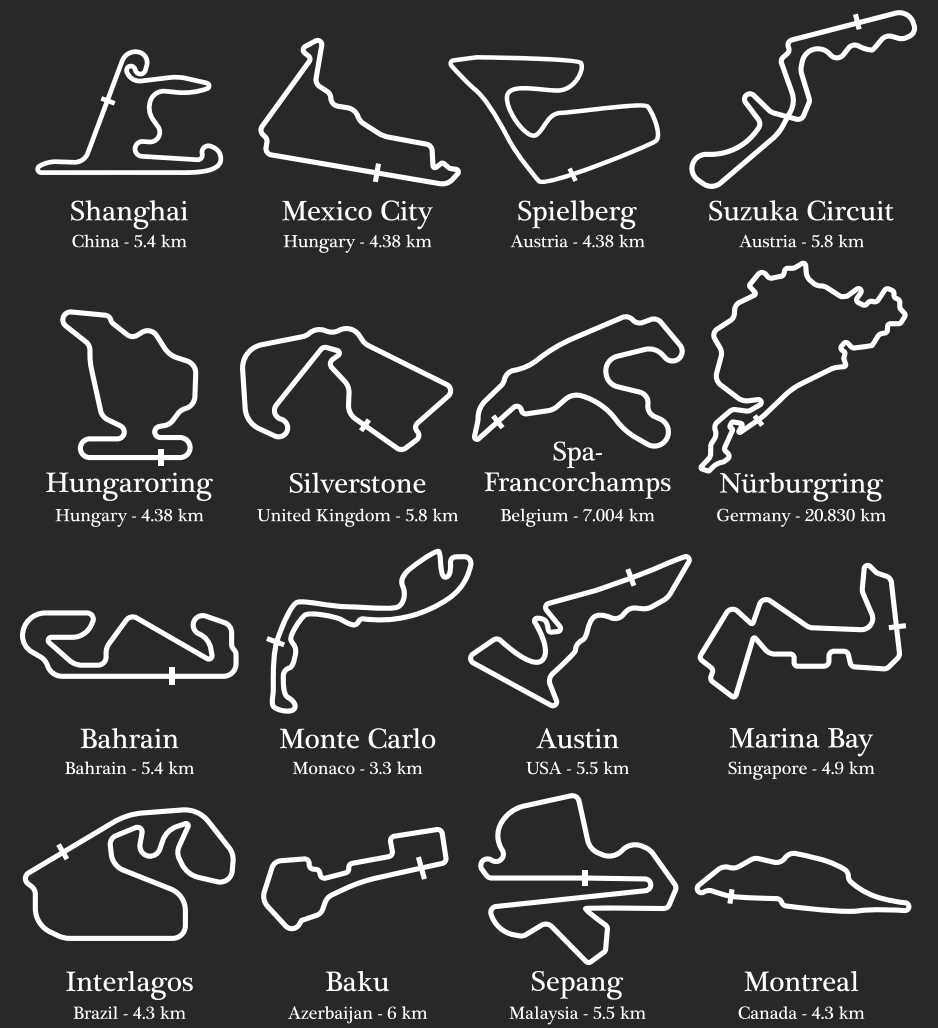 Shanghai
China - 5.4 km
Mexico City
Hungary - 4.38 km
Spielberg
Austria - 4.38 km
Suzuka Circuit
Austria - 5.8 km
Hungaroring
Hungary - 4.38 km
Silverstone
United Kingdom - 5.8 km
Spa-
Francorchamps
Belgium - 7.004 km
Nürburgring
Germany - 20.830 km
Bahrain
Bahrain - 5.4 km
Monte Carlo
Monaco - 3.3 km
Austin
USA - 5.5 km
Marina Bay
Singapore - 4.9 km
Interlagos
Brazil - 4.3 km
Baku
Azerbaijan - 6 km
Sepang
Malaysia - 5.5 km
Montreal
Canada - 4.3 km